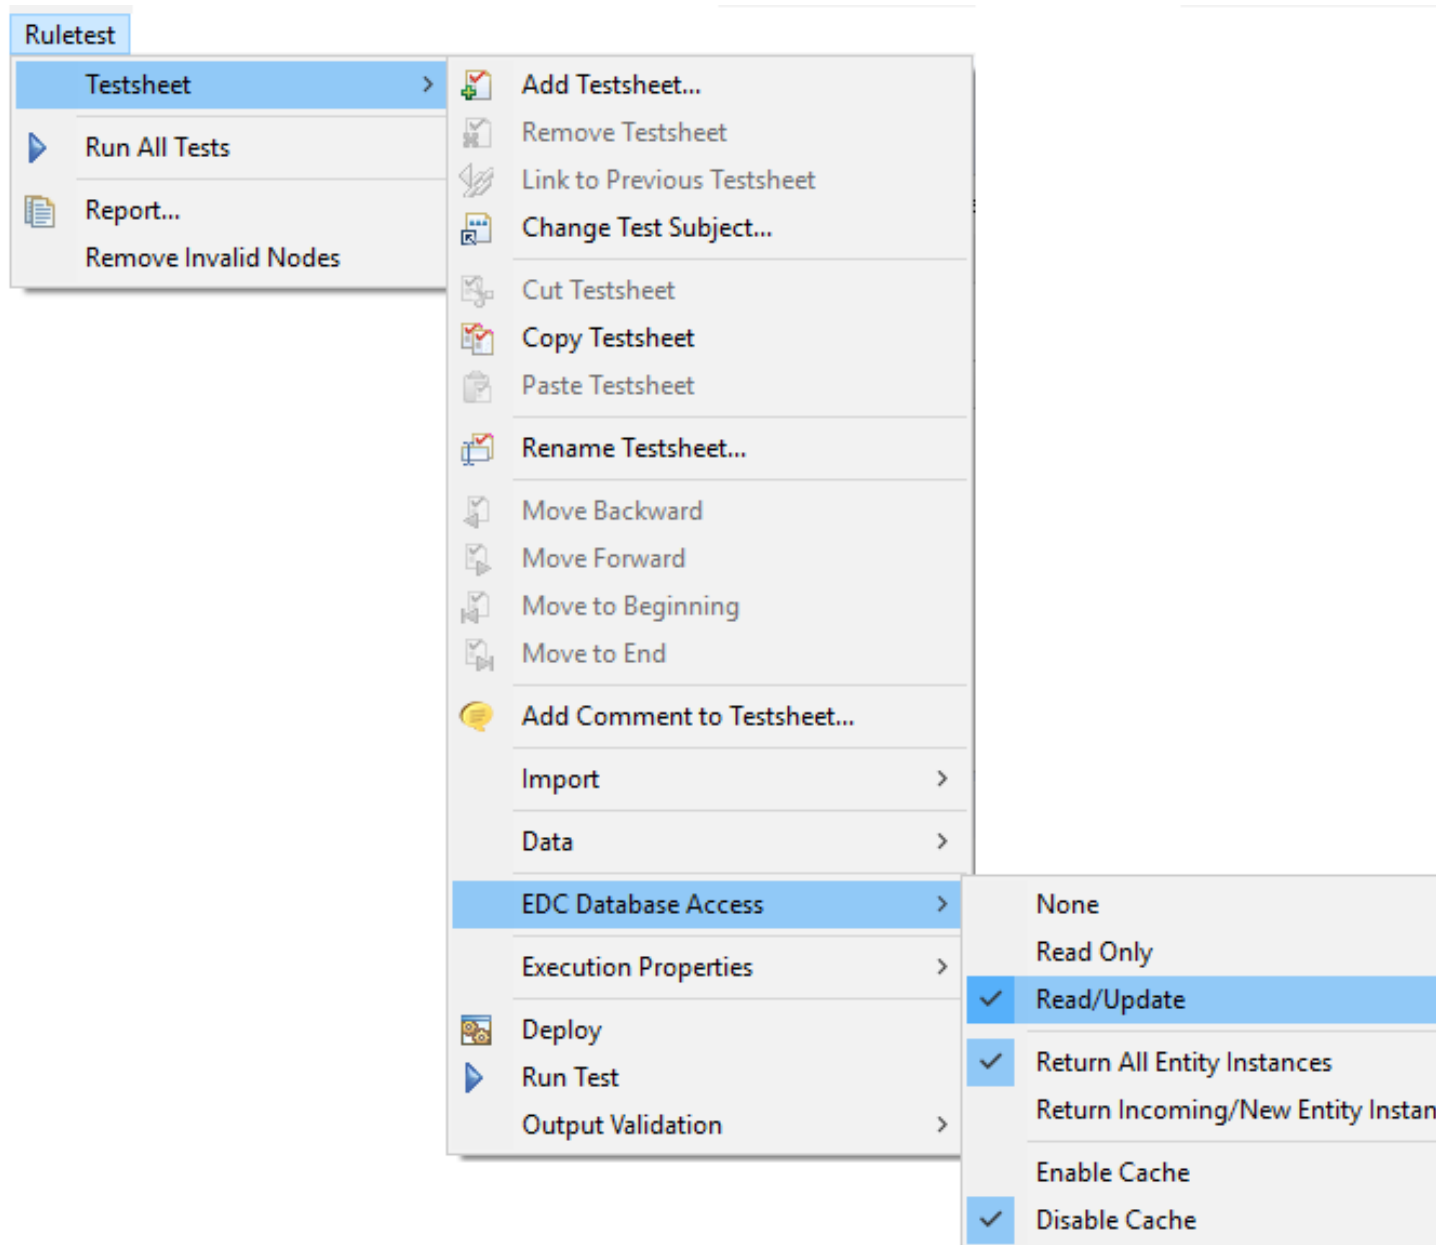 Ruletest
Testsheet
Run All Tests
Report...
Remove Invalid Nodes
Add Testsheet...
Remove Testsheet
Link to Previous Testsheet
Change Test Subject...
Cut Testsheet
Copy Testsheet
Paste Testsheet
Rename Testsheet...
Move Backward
Move Forward
Move to Beginning
Move to End
Add Comment to Testsheet...
Import
Data
EDC Database Access
Execution Properties
Deploy
Run Test
Output Validation
None
Read Only
Read/Update
Return All Entity Instances
Return Incoming/New Entity Instan
Enable Cache
Disable Cache